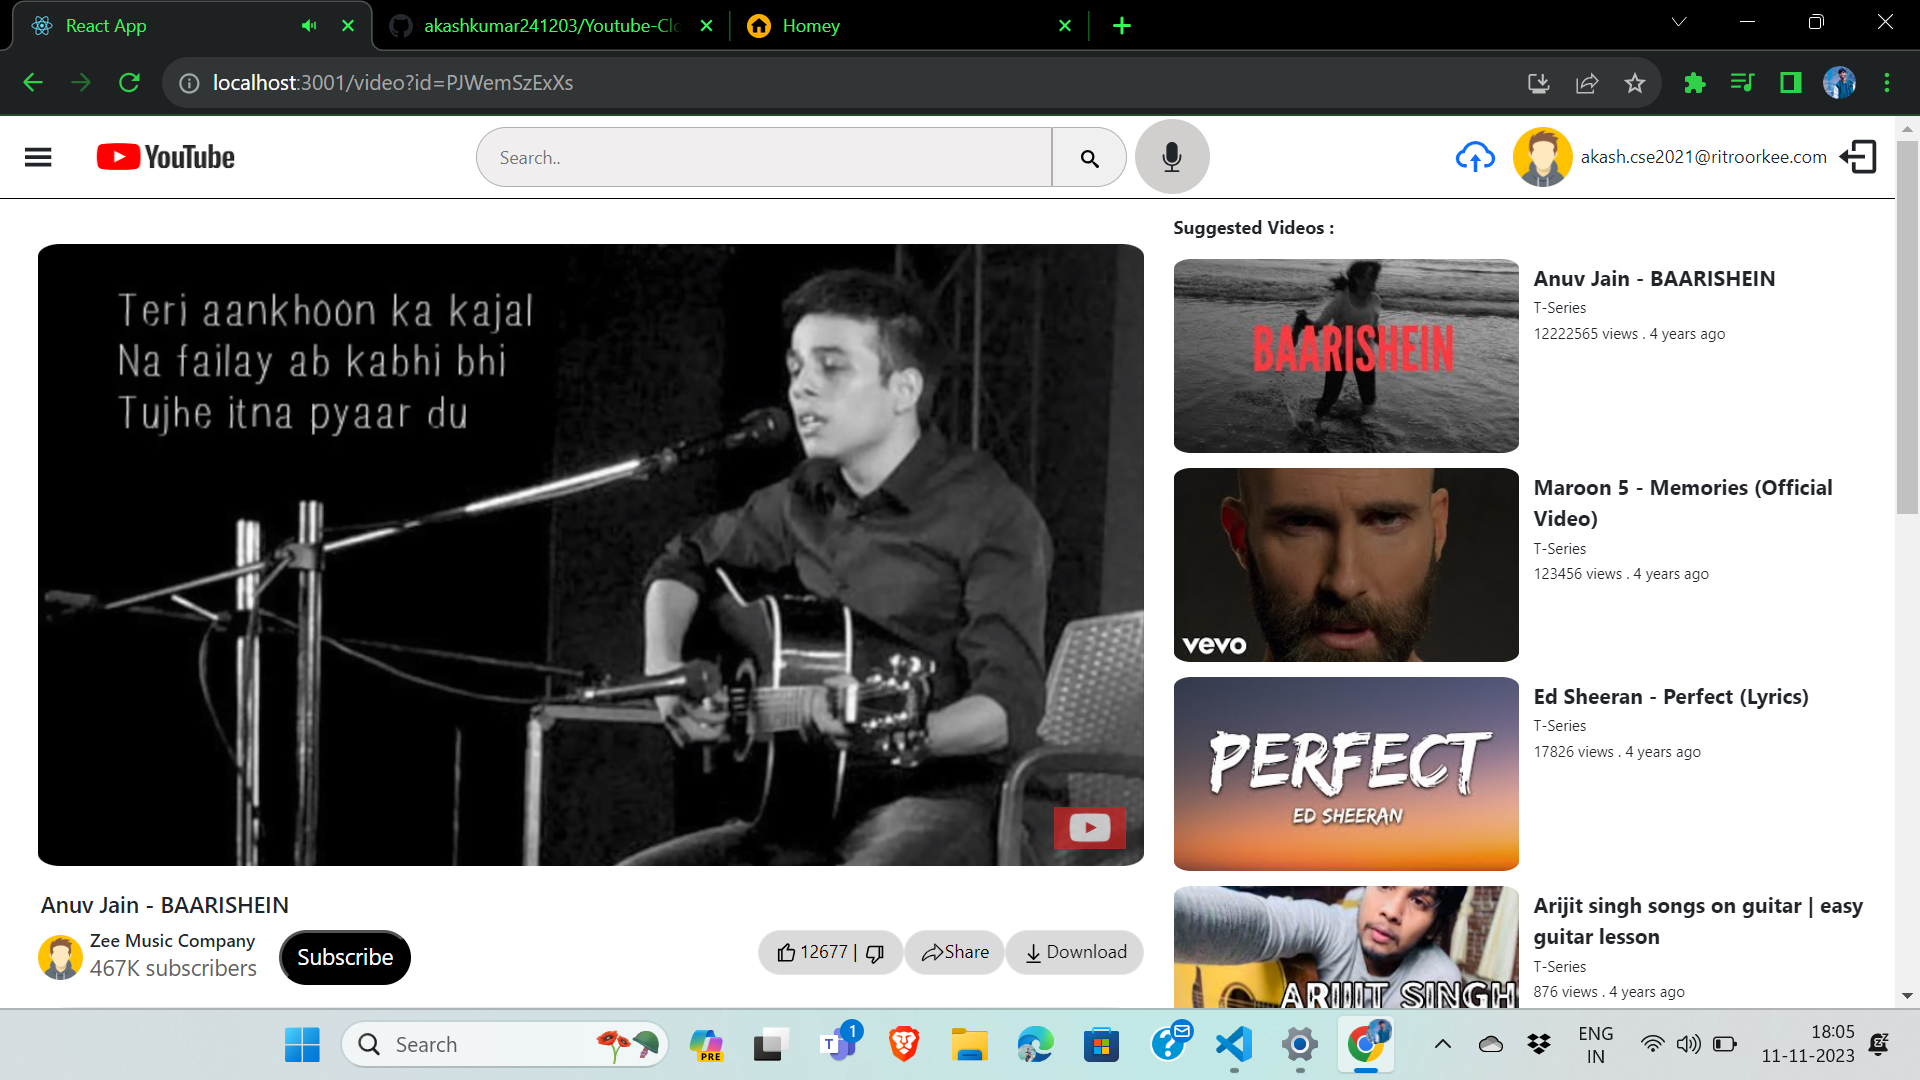 React App
akashkumar241203/Youtube-Clo
Homey
localhost:3001/video?id=PJWemSzExXs
YouTube
Search..
akash.cse2021@ritroorkee.com
Suggested Videos :
Teri aankhoon ka kajal
Na failay ab kabhi bhi
Tujhe itna pyaar du
BAARISHEIN
Anuv Jain - BAARISHEIN
T-Series
12222565 views . 4 years ago
vevo
Maroon 5 - Memories (Official
Video)
T-Series
123456 views . 4 years ago
PERFECT
ED SHEERAN
Ed Sheeran - Perfect (Lyrics)
T-Series
17826 views . 4 years ago
ARIJIT SINGH
Arijit singh songs on guitar | easy
guitar lesson
T-Series
876 views . 4 years ago
Anuv Jain - BAARISHEIN
Zee Music Company
467K subscribers
Subscribe
12677 |
Share
Download
Search
PRE
T
1
ENG
IN
18:05
11-11-2023